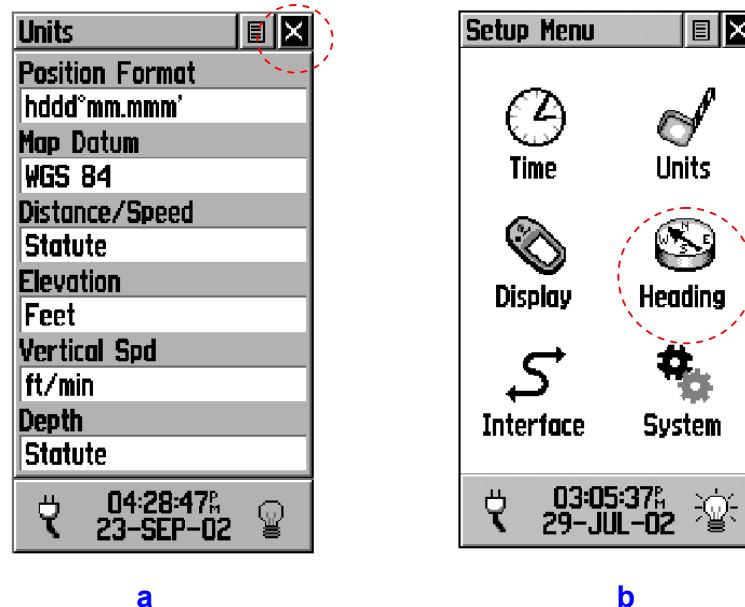 Units
Position Format
hddd°mm.mmm'
Map Datum
WGS 84
Distance/Speed
Statute
Elevation
Feet
Vertical Spd
ft/min
Depth
Statute
04:28:47PM
23-SEP-02
a
Setup Menu
Time Units
W N E S
Display Heading
Interface System
03:05:37PM
29-JUL-02
b